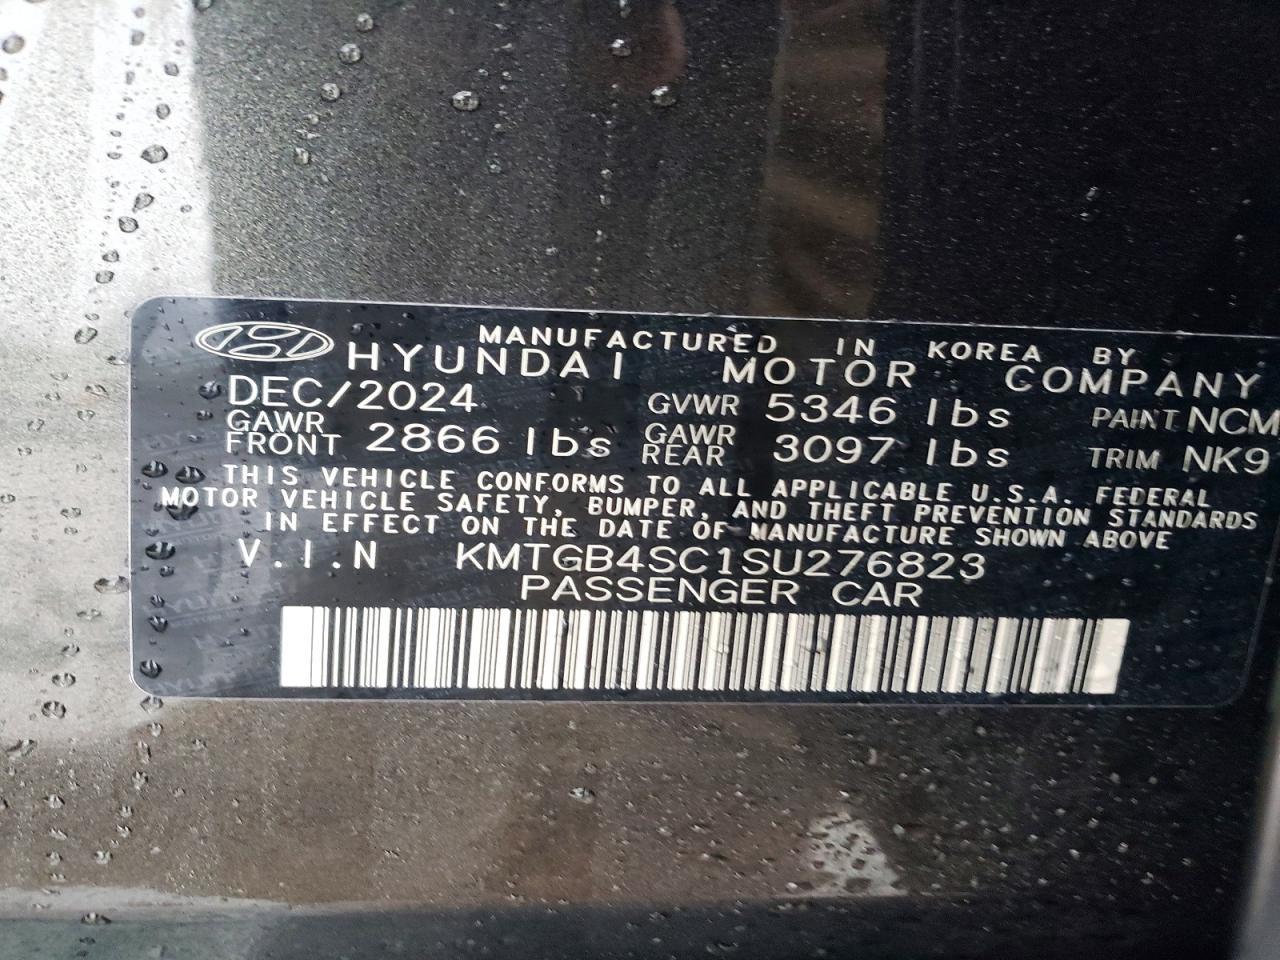 MANUFACTURED IN KOREA BY
HYUNDAI MOTOR COMPANY
DEC/2024 GVWR 5346 lbs PAINT NCM
GAWR FRONT 2866 lbs GAWR REAR 3097 lbs TRIM NK9
THIS VEHICLE CONFORMS TO ALL APPLICABLE U.S.A. FEDERAL
MOTOR VEHICLE SAFETY, BUMPER, AND THEFT PREVENTION STANDARDS
IN EFFECT ON THE DATE OF MANUFACTURE SHOWN ABOVE
V.I.N KMTGB4SC1SU276823
PASSENGER CAR